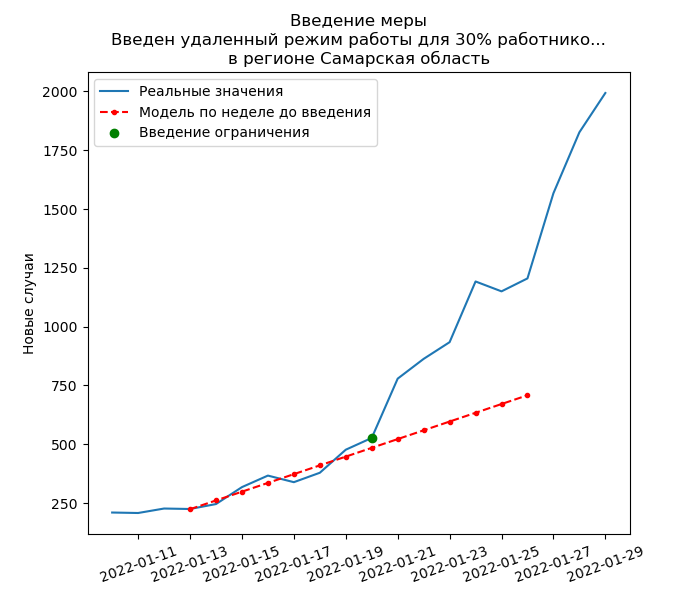 Введение меры
Введен удаленный режим работы для 30% работнико...
в регионе Самарская область
Реальные значения
Модель по неделе до введения
Введение ограничения
Новые случаи
2000
1750
1500
1250
1000
750
500
250
2022-01-11
2022-01-13
2022-01-15
2022-01-17
2022-01-19
2022-01-21
2022-01-23
2022-01-25
2022-01-27
2022-01-29